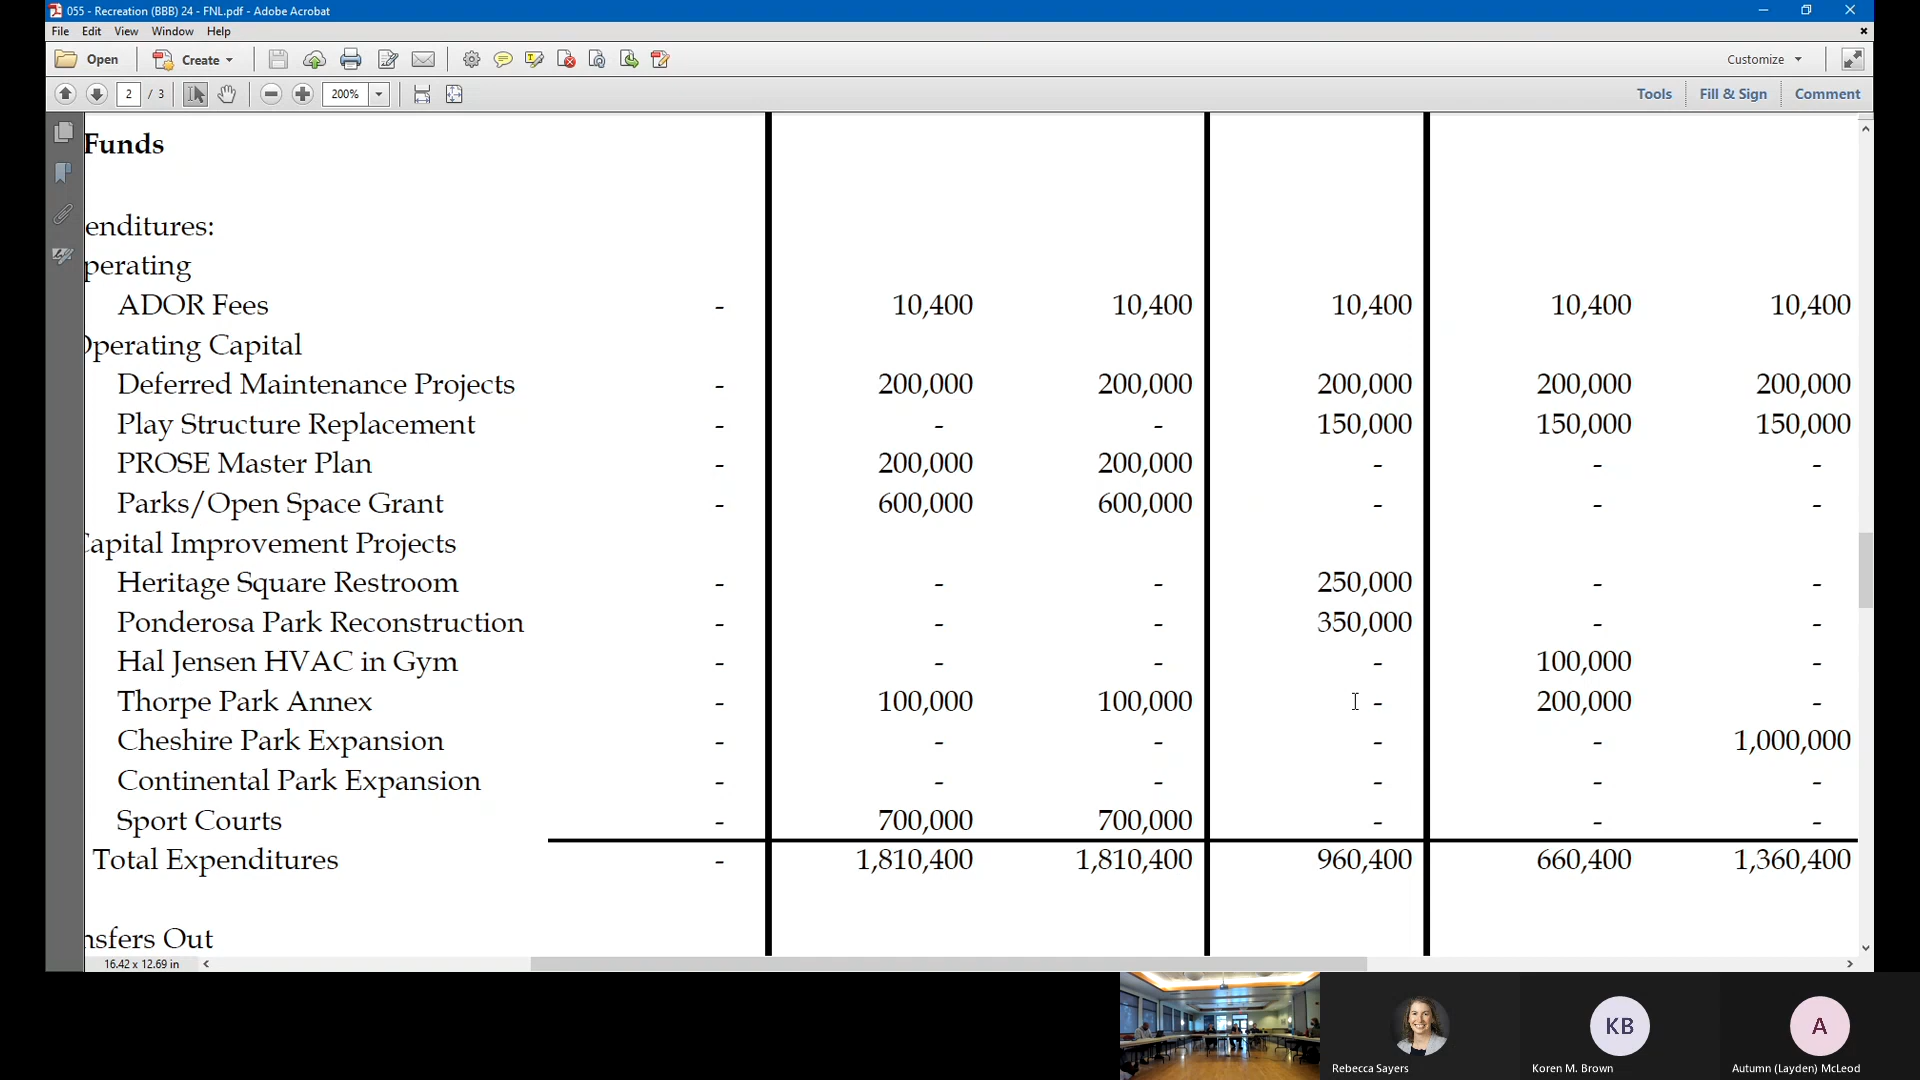 055 - Recreation (BBB) 24 - FNL.pdf - Adobe Acrobat
File Edit View Window Help
Open Create Customize
2 / 3 200% Tools Fill & Sign Comment
Funds
enditures:
perating
ADOR Fees - 10,400 10,400 10,400 10,400 10,400
Operating Capital
Deferred Maintenance Projects - 200,000 200,000 200,000 200,000 200,000
Play Structure Replacement - - - 150,000 150,000 150,000
PROSE Master Plan - 200,000 200,000 - - -
Parks/Open Space Grant - 600,000 600,000 - - -
Capital Improvement Projects
Heritage Square Restroom - - - 250,000 - -
Ponderosa Park Reconstruction - - - 350,000 - -
Hal Jensen HVAC in Gym - - - - 100,000 -
Thorpe Park Annex - 100,000 100,000 - 200,000 -
Cheshire Park Expansion - - - - - 1,000,000
Continental Park Expansion - - - - - -
Sport Courts - 700,000 700,000 - - -
Total Expenditures - 1,810,400 1,810,400 960,400 660,400 1,360,400
nsfers Out
16.42 x 12.69 in
KB A
Rebecca Sayers Koren M. Brown Autumn (Layden) McLeod